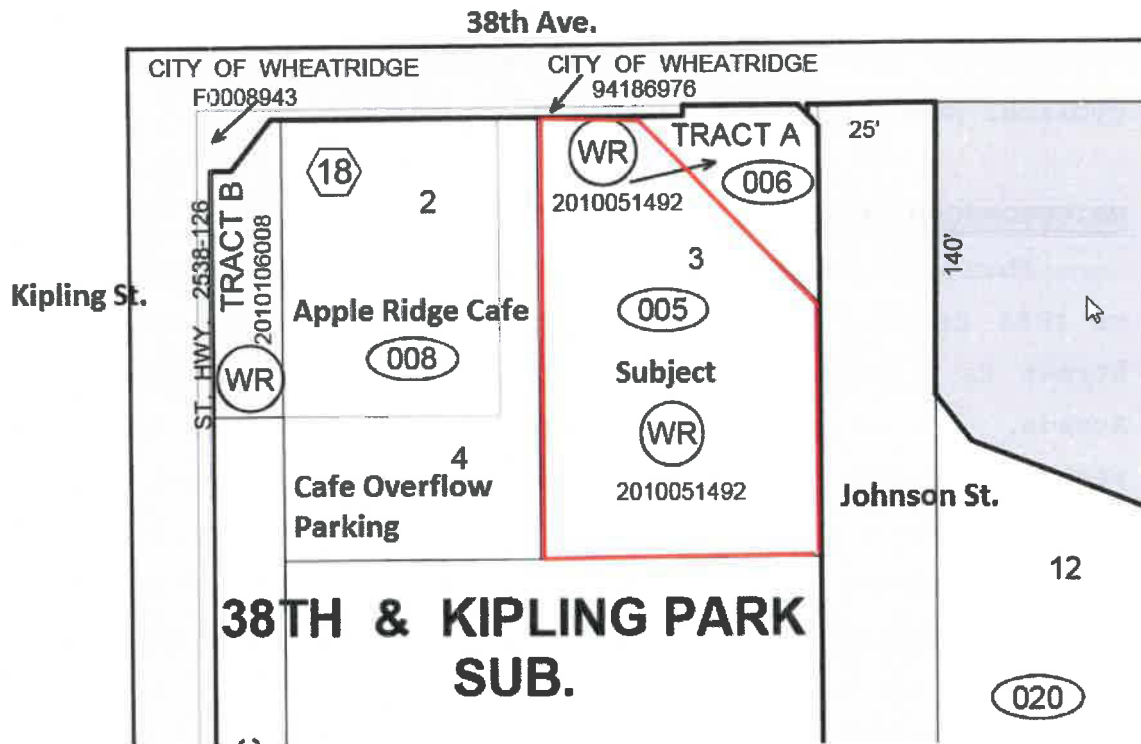 38th Ave.
CITY OF WHEATRIDGE
F0008943
CITY OF WHEATRIDGE
94186976
18
2
WR
TRACT A
006
2010051492
25'
140'
3
005
Kipling St.
ST. HWY. 2538-126
TRACT B
2010106008
WR
Apple Ridge Cafe
008
Subject
WR
2010051492
4
Cafe Overflow
Parking
Johnson St.
12
38TH & KIPLING PARK
SUB.
020